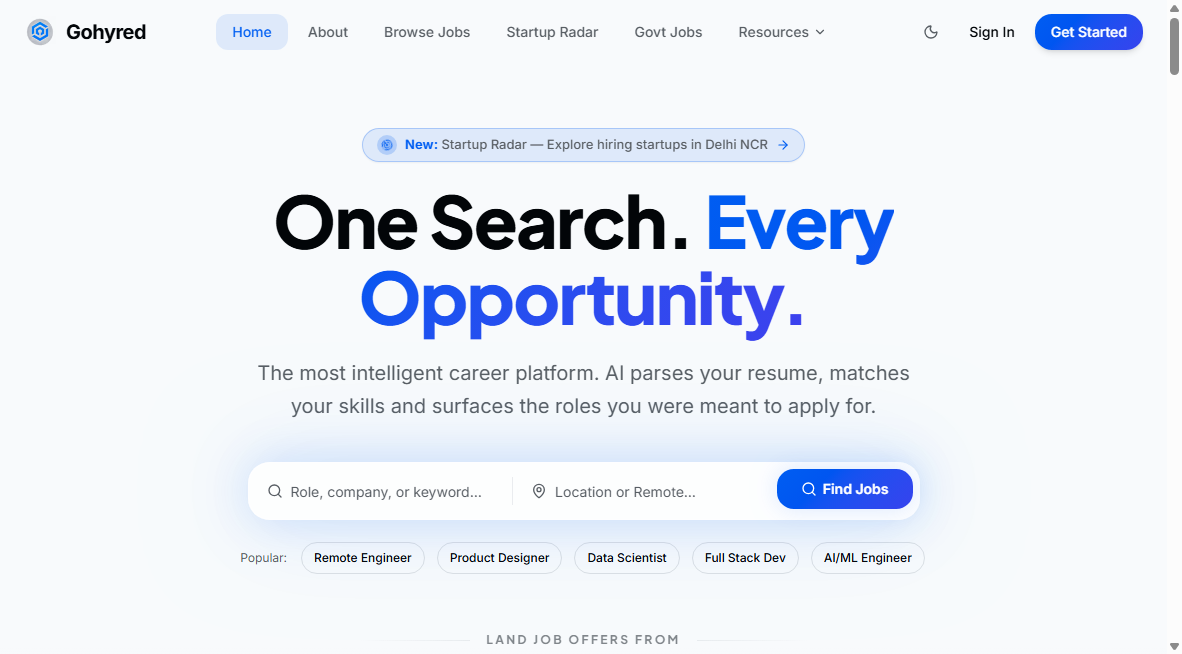 Gohyred
Home
About
Browse Jobs
Startup Radar
Govt Jobs
Resources
Sign In
Get Started
New: Startup Radar — Explore hiring startups in Delhi NCR
One Search. Every
Opportunity.
The most intelligent career platform. AI parses your resume, matches
your skills and surfaces the roles you were meant to apply for.
Role, company, or keyword...
Location or Remote...
Find Jobs
Popular:
Remote Engineer
Product Designer
Data Scientist
Full Stack Dev
AI/ML Engineer
LAND JOB OFFERS FROM